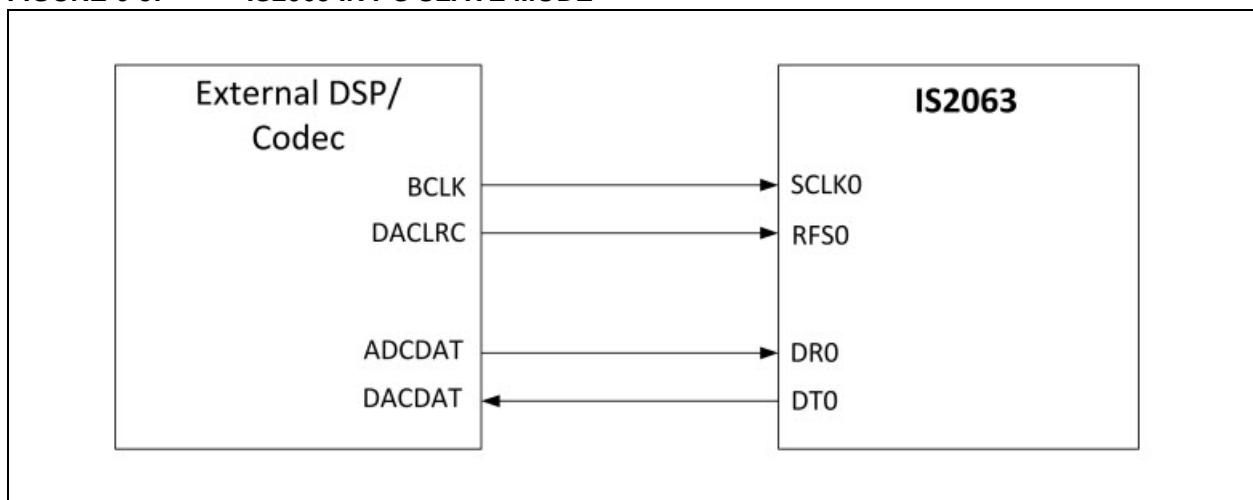 External DSP/
Codec
IS2063
BCLK
SCLK0
DACLRC
RFS0
ADCDAT
DR0
DACDAT
DT0